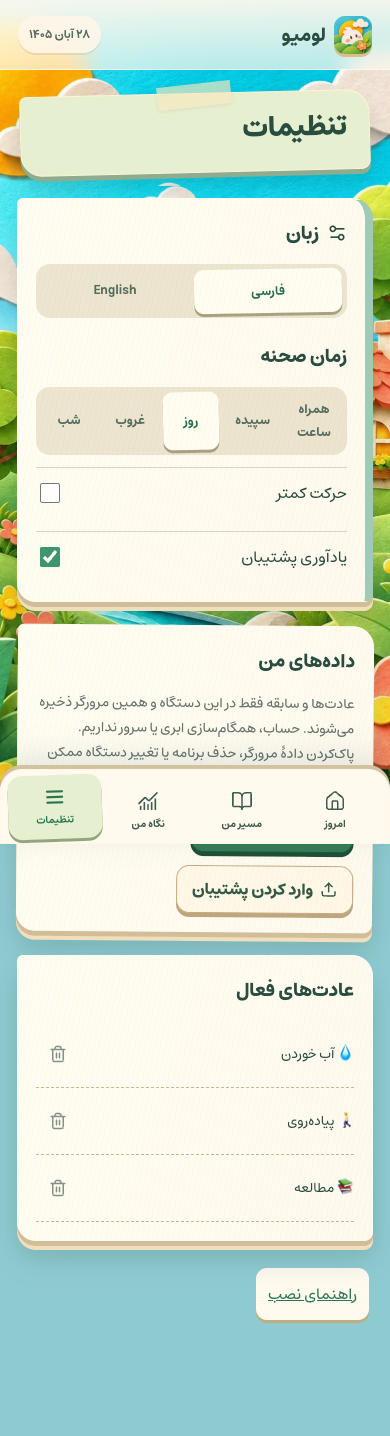 لومیو
۲۸ آبان ۱۴۰۵
تنظیمات
زبان
فارسی
English
زمان صحنه
همراه ساعت
سپیده
روز
غروب
شب
حرکت کمتر
یادآوری پشتیبان
داده‌های من
عادت‌ها و سابقه فقط در این دستگاه و همین مرورگر ذخیره
می‌شوند. حساب، همگام‌سازی ابری یا سرور نداریم.
پاک‌کردن دادهٔ مرورگر، حذف برنامه یا تغییر دستگاه ممکن
امروز
مسیر من
نگاه من
تنظیمات
وارد کردن پشتیبان
عادت‌های فعال
آب خوردن
پیاده‌روی
مطالعه
راهنمای نصب